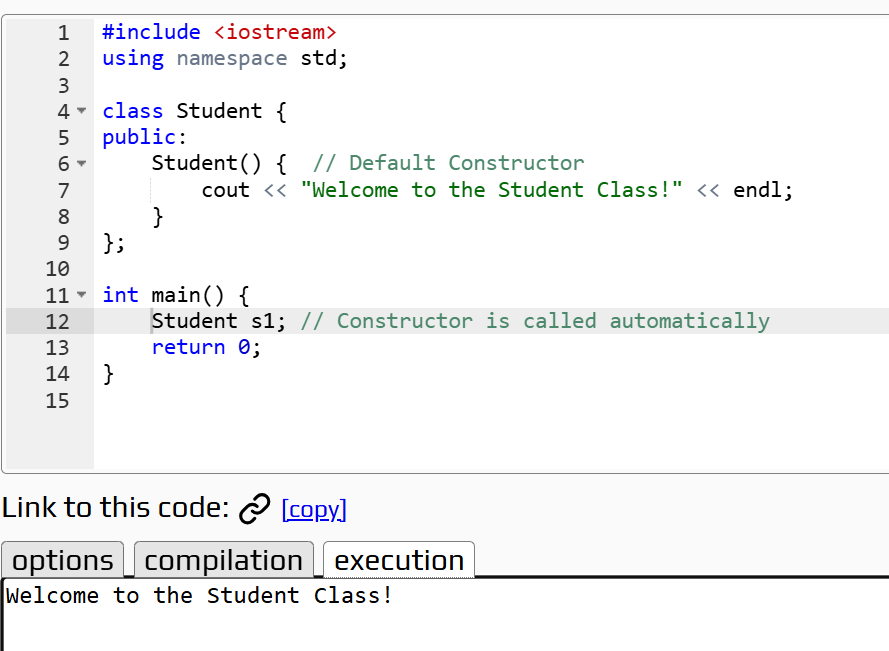 1 #include <iostream>
2 using namespace std;
3
4 class Student {
5 public:
6     Student() {  // Default Constructor
7         cout << "Welcome to the Student Class!" << endl;
8     }
9 };
10
11 int main() {
12     Student s1; // Constructor is called automatically
13     return 0;
14 }
15
Link to this code: [copy]
options compilation execution
Welcome to the Student Class!